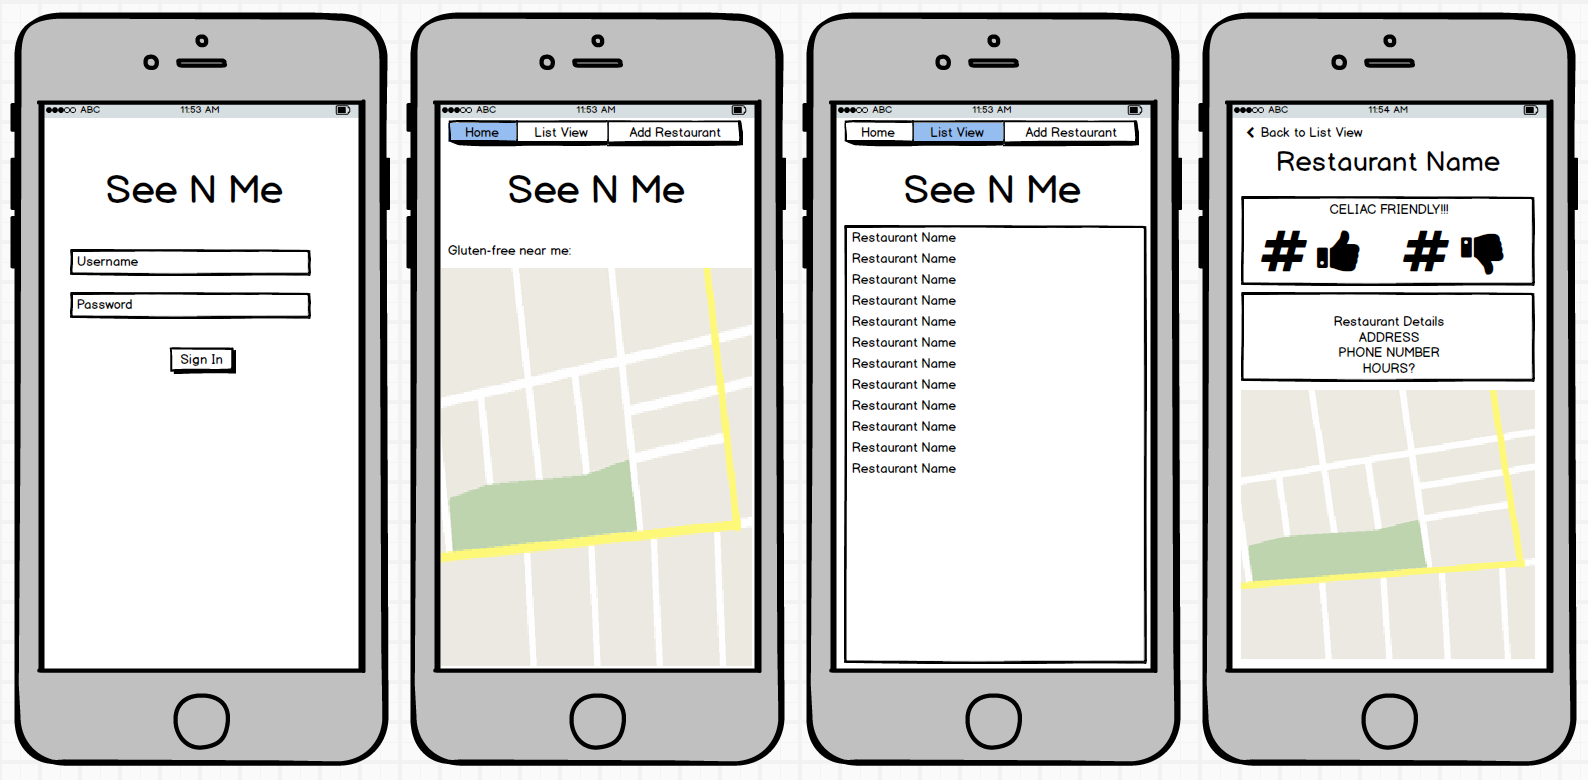 ABC 11:53 AM
See N Me
Username
Password
Sign In
ABC 11:53 AM
Home List View Add Restaurant
See N Me
Gluten-free near me:
ABC 11:53 AM
Home List View Add Restaurant
See N Me
Restaurant Name
Restaurant Name
Restaurant Name
Restaurant Name
Restaurant Name
Restaurant Name
Restaurant Name
Restaurant Name
Restaurant Name
Restaurant Name
Restaurant Name
Restaurant Name
ABC 11:54 AM
Back to List View
Restaurant Name
CELIAC FRIENDLY!!!
# #
Restaurant Details
ADDRESS
PHONE NUMBER
HOURS?